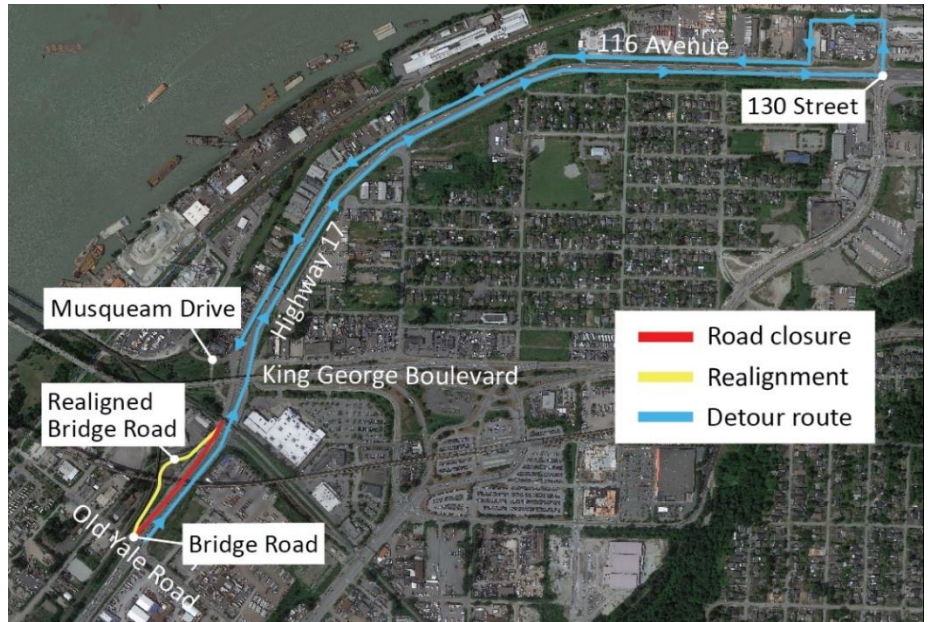 116 Avenue
130 Street
Highway 17
Musqueam Drive
King George Boulevard
Realigned
Bridge Road
Old Yale Road
Bridge Road
Road closure
Realignment
Detour route